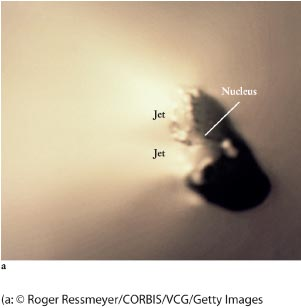 Nucleus
Jet
Jet
a
(a: © Roger Ressmeyer/CORBIS/VCG/Getty Images